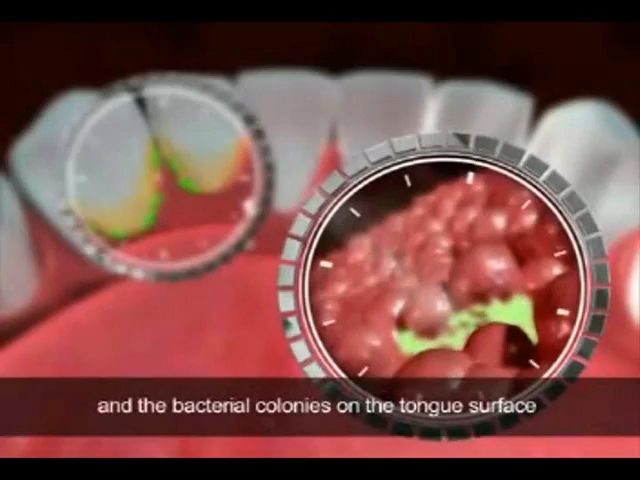 and the bacterial colonies on the tongue surface